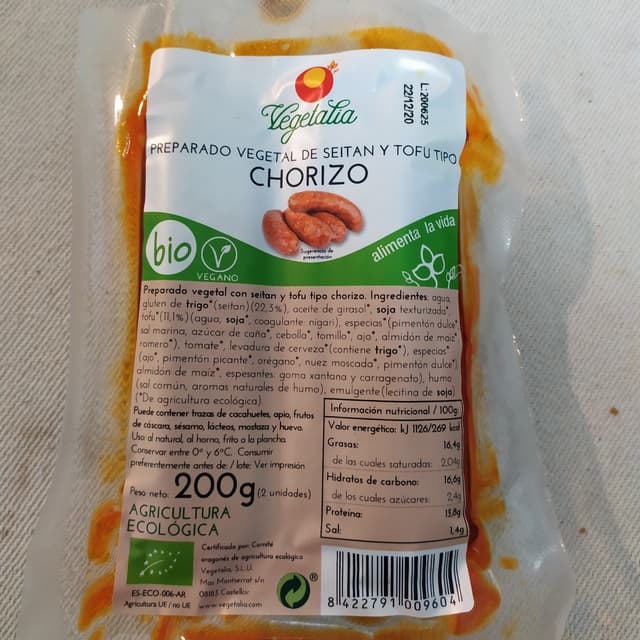 Vegetalia
L:200625
22/12/20
PREPARADO VEGETAL DE SEITAN Y TOFU TIPO
CHORIZO
Sugerencia de
presentación
bio
VEGANO
alimenta la vida
Preparado vegetal con seitan y tofu tipo chorizo. Ingredientes: agua,
gluten de trigo*(seitan)(22,3%), aceite de girasol*, soja texturizada*,
tofu*(11,1%)(agua, soja*, coagulante: nigari), especias*(pimentón dulce*
sal marina, azúcar de caña*, cebolla*, tomillo*, ajo*, almidón de maíz*
romero*), tomate*, levadura de cerveza*(contiene trigo*), especias*
(ajo*, pimentón picante*, orégano*, nuez moscada*, pimentón dulce*)
almidón de maíz*, espesantes: goma xantana y carragenato), humo
(sal común, aromas naturales de humo), emulgente(lecitina de soja)
(*De agricultura ecológica)
Puede contener trazas de cacahuetes, apio, frutos
de cáscara, sésamo, lácteos, mostaza y huevo.
Uso al natural, al horno, frito o la plancha.
Conservar entre 0º y 6ºC. Consumir
preferentemente antes de: / lote: Ver impresión
Peso neto: 200g (2 unidades)
AGRICULTURA
ECOLÓGICA
Información nutricional / 100g:
Valor energético: kJ 1126/269 kcal
Grasas: 16,4g
de las cuales saturadas: 2,04g
Hidratos de carbono: 16,6g
de los cuales azúcares: 2,4g
Proteína: 13,8g
Sal: 1,4g
ES-ECO-006-AR
Agricultura UE / no UE
Certificado por: Comité
aragonés de agricultura ecológica
Vegetalia, S.L.U.
Mas Montserrat s/n
08183 Castellcir
www.vegetalia.com
®
8 422791 009604